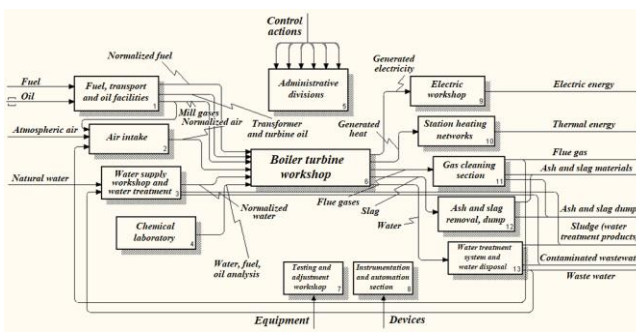 Control
actions
Normalized fuel
Generated
electricity
Fuel
Oil
Fuel, transport
and oil facilities
1
Administrative
divisions
5
Electric
workshop
9
Electric energy
Mill gases
Normalized air
Transformer
and turbine oil
Generated
heat
Atmospheric air
Air intake
2
Station heating
networks
10
Thermal energy
Boiler turbine
workshop
6
Gas cleaning
section
11
Flue gas
Ash and slag materials
Natural water
Water supply
workshop and
water treatment
3
Normalized
water
Flue gases
Slag
Water
Ash and slag
removal, dump
12
Ash and slag dump
Sludge (water
treatment products)
Chemical
laboratory
4
Water, fuel,
oil analysis
Water treatment
system and
water disposal
13
Contaminated wastewate
Waste water
Testing and
adjustment
workshop
7
Instrumentation
and automation
section
8
Equipment
Devices